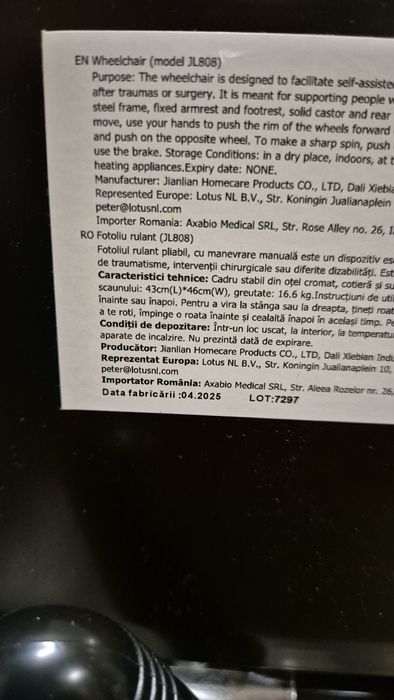 EN Wheelchair (model JL808)
Purpose: The wheelchair is designed to facilitate self-assiste
after traumas or surgery. It is meant for supporting people w
steel frame, fixed armrest and footrest, solid castor and rear
move, use your hands to push the rim of the wheels forward
and push on the opposite wheel. To make a sharp spin, push
use the brake. Storage Conditions: in a dry place, indoors, at t
heating appliances.Expiry date: NONE.
Manufacturer: Jianlian Homecare Products CO., LTD, Dali Xiebia
Represented Europe: Lotus NL B.V., Str. Koningin Jualianaplein
peter@lotusnl.com
Importer Romania: Axabio Medical SRL, Str. Rose Alley no. 26, I
RO Fotoliu rulant (JL808)
Fotoliul rulant pliabil, cu manevrare manuală este un dispozitiv es
de traumatisme, intervenții chirurgicale sau diferite dizabilități. Est
Caracteristici tehnice: Cadru stabil din oțel cromat, cotieră și su
scaunului: 43cm(L)*46cm(W), greutate: 16.6 kg.Instrucțiuni de uti
înainte sau înapoi. Pentru a vira la stânga sau la dreapta, țineți roat
a te roti, împinge o roata înainte și cealaltă înapoi în același timp. Pe
Condiții de depozitare: Într-un loc uscat, la interior, la temperatu
aparate de incalzire. Nu prezintă dată de expirare.
Producător: Jianlian Homecare Products CO., LTD, Dali Xiebian Indu
Reprezentat Europa: Lotus NL B.V., Str. Koningin Jualianaplein 10,
peter@lotusnl.com
Importator România: Axabio Medical SRL, Str. Aleea Rozelor nr. 26,
Data fabricării :04.2025 LOT:7297